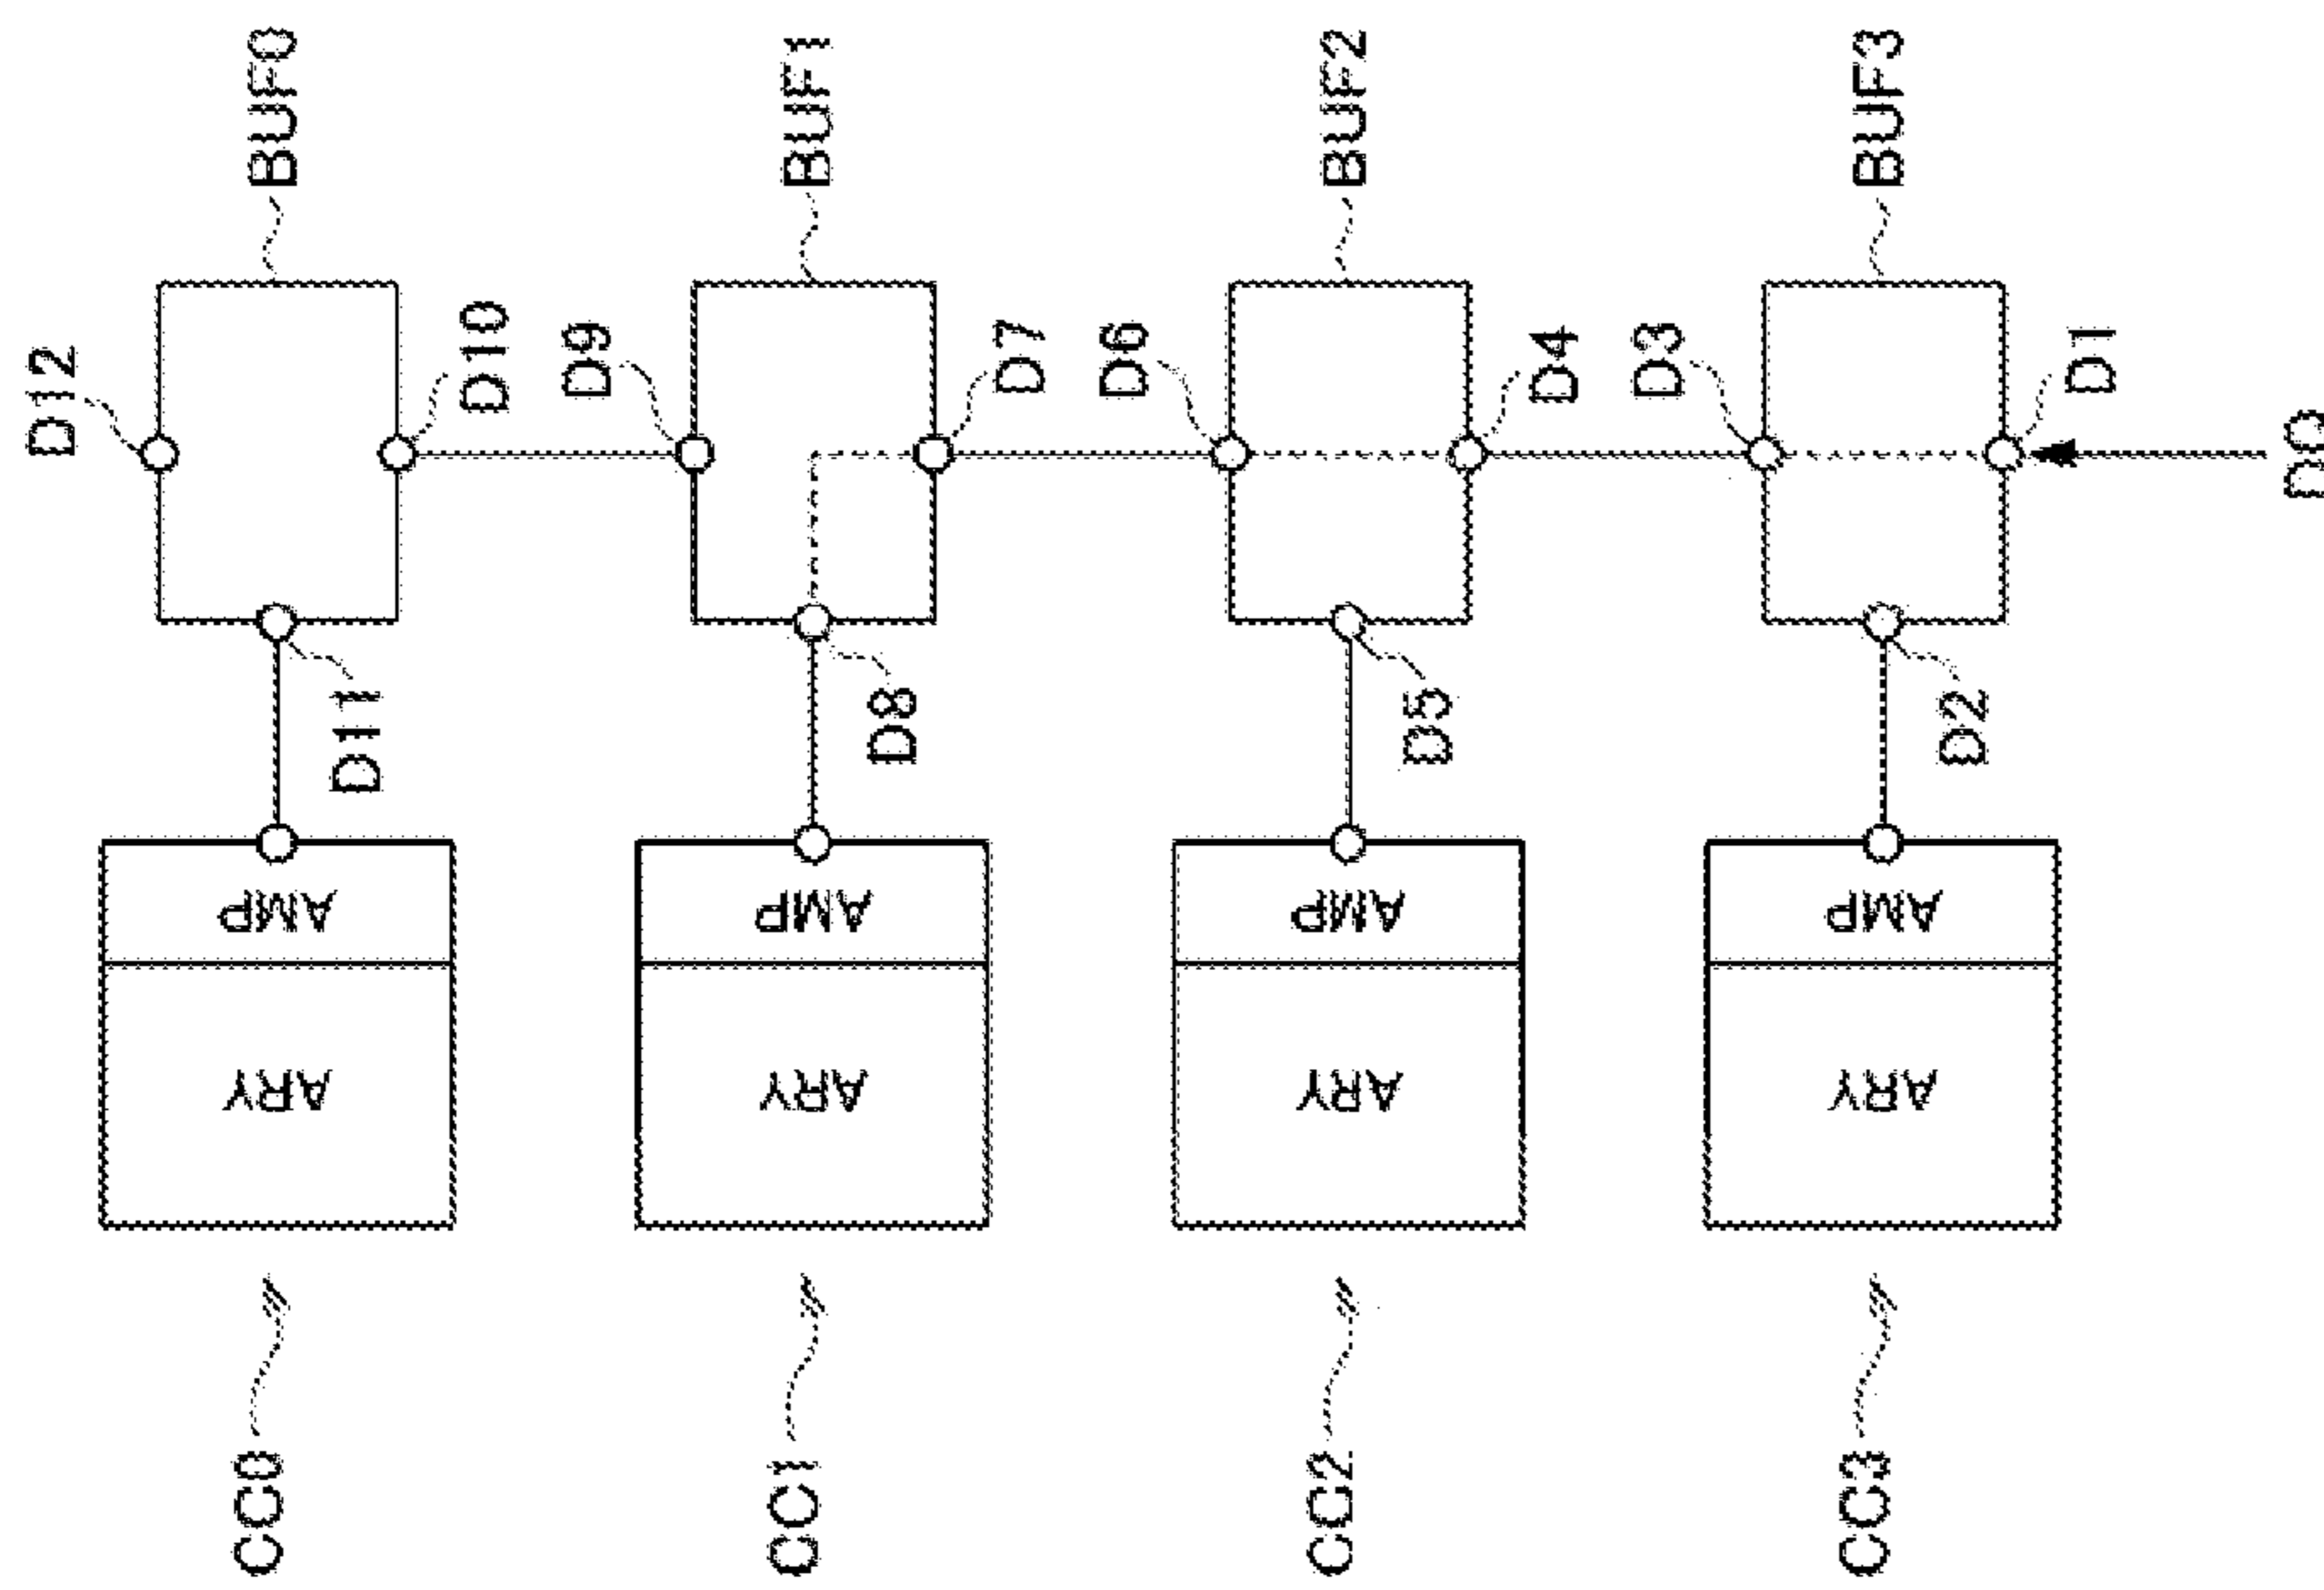 BUF0
BUF1
BUF2
BUF3
D12
D10
D9
D7
D6
D4
D3
D1
DQ
D11
D8
D5
D2
AMP
AMP
AMP
AMP
ARY
ARY
ARY
ARY
CC0
CC1
CC2
CC3